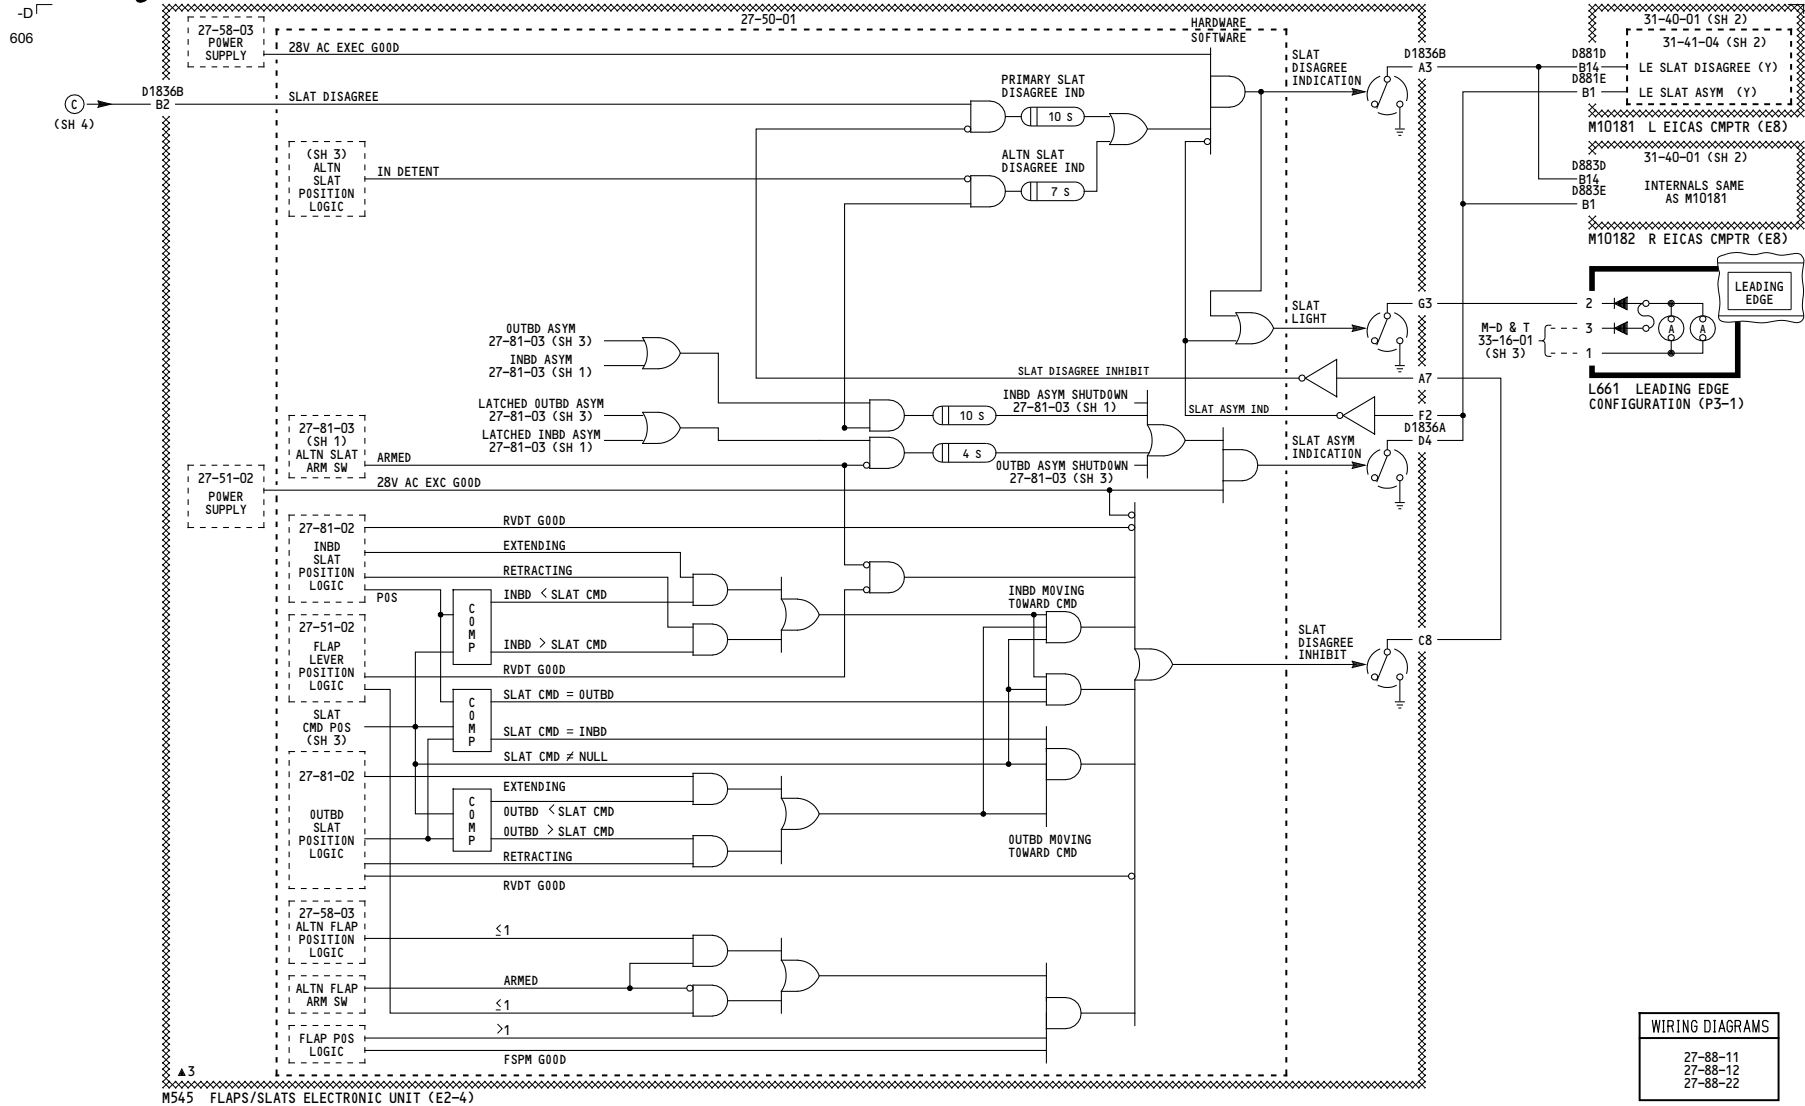 -D
606
27-50-01
27-58-03
POWER
SUPPLY
28V AC EXEC GOOD
HARDWARE
SOFTWARE
C
(SH 4)
D1836B
B2
SLAT DISAGREE
PRIMARY SLAT
DISAGREE IND
10 S
SLAT
DISAGREE
INDICATION
D1836B
A3
(SH 3)
ALTN
SLAT
POSITION
LOGIC
IN DETENT
ALTN SLAT
DISAGREE IND
7 S
31-40-01 (SH 2)
31-41-04 (SH 2)
D881D
B14
LE SLAT DISAGREE (Y)
D881E
B1
LE SLAT ASYM (Y)
M10181 L EICAS CMPTR (E8)
31-40-01 (SH 2)
D883D
B14
D883E
B1
INTERNALS SAME
AS M10181
M10182 R EICAS CMPTR (E8)
LEADING
EDGE
2
3
1
A
A
M-D & T
33-16-01
(SH 3)
L661 LEADING EDGE
CONFIGURATION (P3-1)
SLAT
LIGHT
G3
OUTBD ASYM
27-81-03 (SH 3)
INBD ASYM
27-81-03 (SH 1)
SLAT DISAGREE INHIBIT
A7
LATCHED OUTBD ASYM
27-81-03 (SH 3)
LATCHED INBD ASYM
27-81-03 (SH 1)
10 S
4 S
INBD ASYM SHUTDOWN
27-81-03 (SH 1)
SLAT ASYM IND
F2
D1836A
D4
OUTBD ASYM SHUTDOWN
27-81-03 (SH 3)
SLAT ASYM
INDICATION
27-81-03
(SH 1)
ALTN SLAT
ARM SW
ARMED
27-51-02
POWER
SUPPLY
28V AC EXC GOOD
27-81-02
INBD
SLAT
POSITION
LOGIC
RVDT GOOD
EXTENDING
RETRACTING
POS
COMP
INBD < SLAT CMD
INBD > SLAT CMD
INBD MOVING
TOWARD CMD
27-51-02
FLAP
LEVER
POSITION
LOGIC
RVDT GOOD
SLAT
CMD POS
(SH 3)
COMP
SLAT CMD = OUTBD
SLAT CMD = INBD
SLAT CMD ≠ NULL
SLAT
DISAGREE
INHIBIT
C8
27-81-02
OUTBD
SLAT
POSITION
LOGIC
EXTENDING
COMP
OUTBD < SLAT CMD
OUTBD > SLAT CMD
RETRACTING
RVDT GOOD
OUTBD MOVING
TOWARD CMD
27-58-03
ALTN FLAP
POSITION
LOGIC
≤1
ALTN FLAP
ARM SW
ARMED
≤1
FLAP POS
LOGIC
>1
FSPM GOOD
▲3
M545 FLAPS/SLATS ELECTRONIC UNIT (E2-4)
WIRING DIAGRAMS
27-88-11
27-88-12
27-88-22